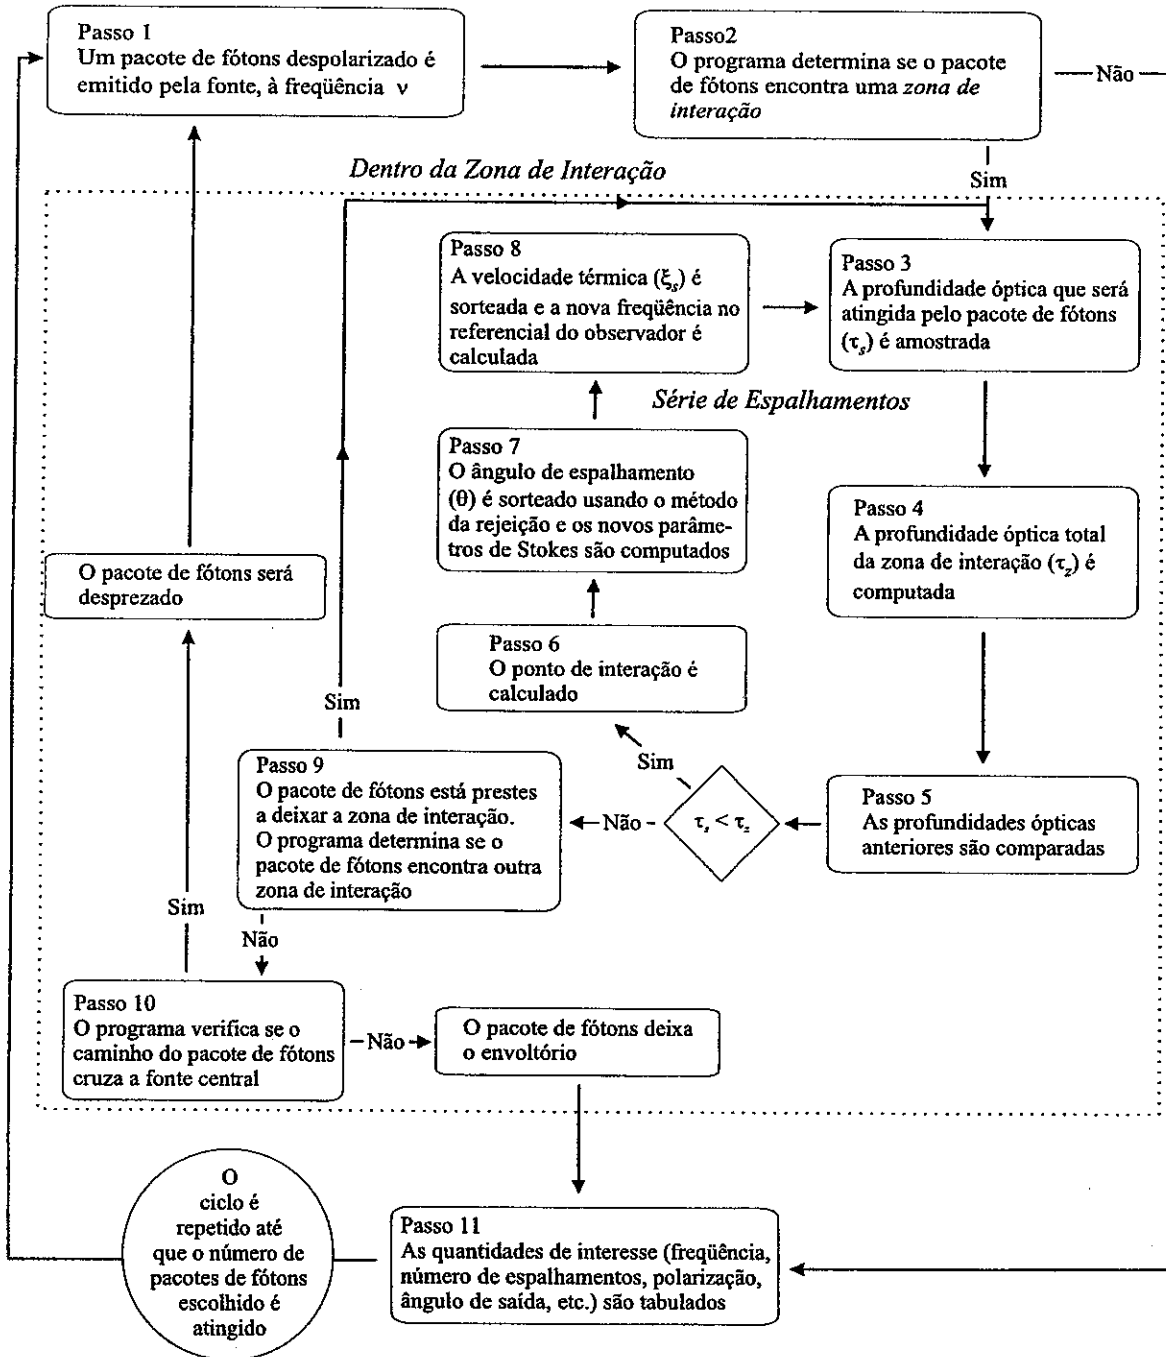 Passo 1
Um pacote de fótons despolarizado é
emitido pela fonte, à freqüência ν
Passo2
O programa determina se o pacote
de fótons encontra uma zona de
interação
Não
Sim
Dentro da Zona de Interação
Passo 8
A velocidade térmica (ξₛ) é
sorteada e a nova freqüência no
referencial do observador é
calculada
Passo 3
A profundidade óptica que será
atingida pelo pacote de fótons
(τₛ) é amostrada
Série de Espalhamentos
Passo 7
O ângulo de espalhamento
(θ) é sorteado usando o método
da rejeição e os novos parâme-
tros de Stokes são computados
Passo 4
A profundidade óptica total
da zona de interação (τ_z) é
computada
O pacote de fótons será
desprezado
Passo 6
O ponto de interação é
calculado
Sim
Sim
Passo 9
O pacote de fótons está prestes
a deixar a zona de interação.
O programa determina se o
pacote de fótons encontra outra
zona de interação
Não
τₛ < τ_z
Passo 5
As profundidades ópticas
anteriores são comparadas
Sim
Não
Passo 10
O programa verifica se o
caminho do pacote de fótons
cruza a fonte central
Não
O pacote de fótons deixa
o envoltório
O
ciclo é
repetido até
que o número de
pacotes de fótons
escolhido é
atingido
Passo 11
As quantidades de interesse (freqüência,
número de espalhamentos, polarização,
ângulo de saída, etc.) são tabulados